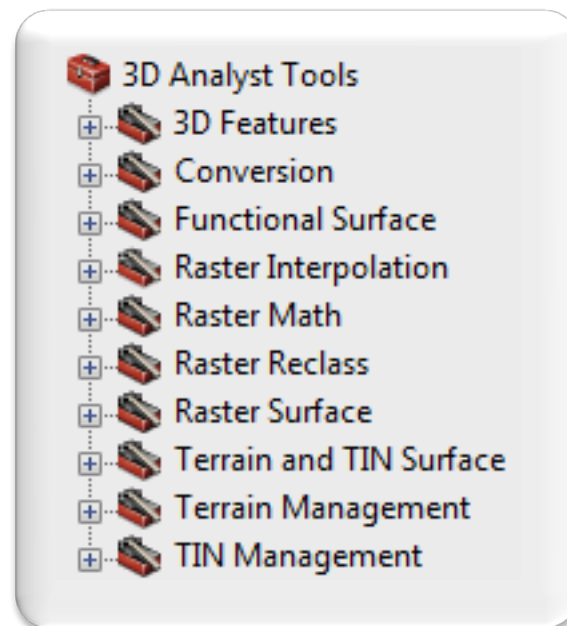 3D Analyst Tools
3D Features
Conversion
Functional Surface
Raster Interpolation
Raster Math
Raster Reclass
Raster Surface
Terrain and TIN Surface
Terrain Management
TIN Management